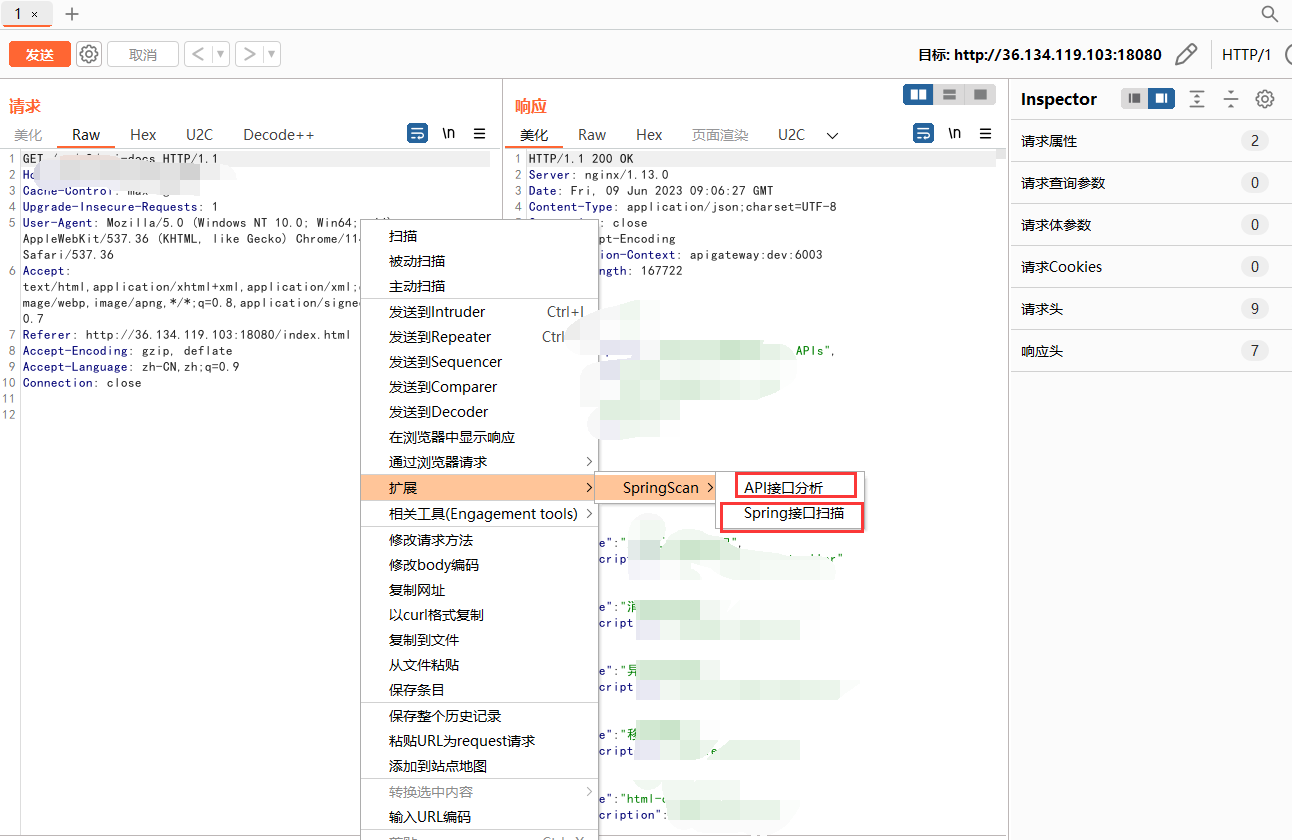 1 ×
发送
取消
目标: http://36.134.119.103:18080
HTTP/1
请求
美化 Raw Hex U2C Decode++ \n
1 GET HTTP/1.1
2
3 Cache-Control:
4 Upgrade-Insecure-Requests: 1
5 User-Agent: Mozilla/5.0 (Windows NT 10.0; Win64;
AppleWebKit/537.36 (KHTML, like Gecko) Chrome/11
Safari/537.36
6 Accept:
text/html,application/xhtml+xml,application/xml;
mage/webp,image/apng,*/*;q=0.8,application/signe
0.7
7 Referer: http://36.134.119.103:18080/index.html
8 Accept-Encoding: gzip, deflate
9 Accept-Language: zh-CN,zh;q=0.9
10 Connection: close
11
12
响应
美化 Raw Hex 页面渲染 U2C \n
1 HTTP/1.1 200 OK
2 Server: nginx/1.13.0
3 Date: Fri, 09 Jun 2023 09:06:27 GMT
4 Content-Type: application/json;charset=UTF-8
: close
pt-Encoding
ion-Context: apigateway:dev:6003
ngth: 167722
APIs",
e":"
cript
e":"消
cript
e":"异
cript
e":"移
cript
e":"html-
cription":
扫描
被动扫描
主动扫描
发送到Intruder Ctrl+I
发送到Repeater Ctrl
发送到Sequencer
发送到Comparer
发送到Decoder
在浏览器中显示响应
通过浏览器请求
扩展
相关工具(Engagement tools)
修改请求方法
修改body编码
复制网址
以curl格式复制
复制到文件
从文件粘贴
保存条目
保存整个历史记录
粘贴URL为request请求
添加到站点地图
转换选中内容
输入URL编码
SpringScan
API接口分析
Spring接口扫描
Inspector
请求属性 2
请求查询参数 0
请求体参数 0
请求Cookies 0
请求头 9
响应头 7